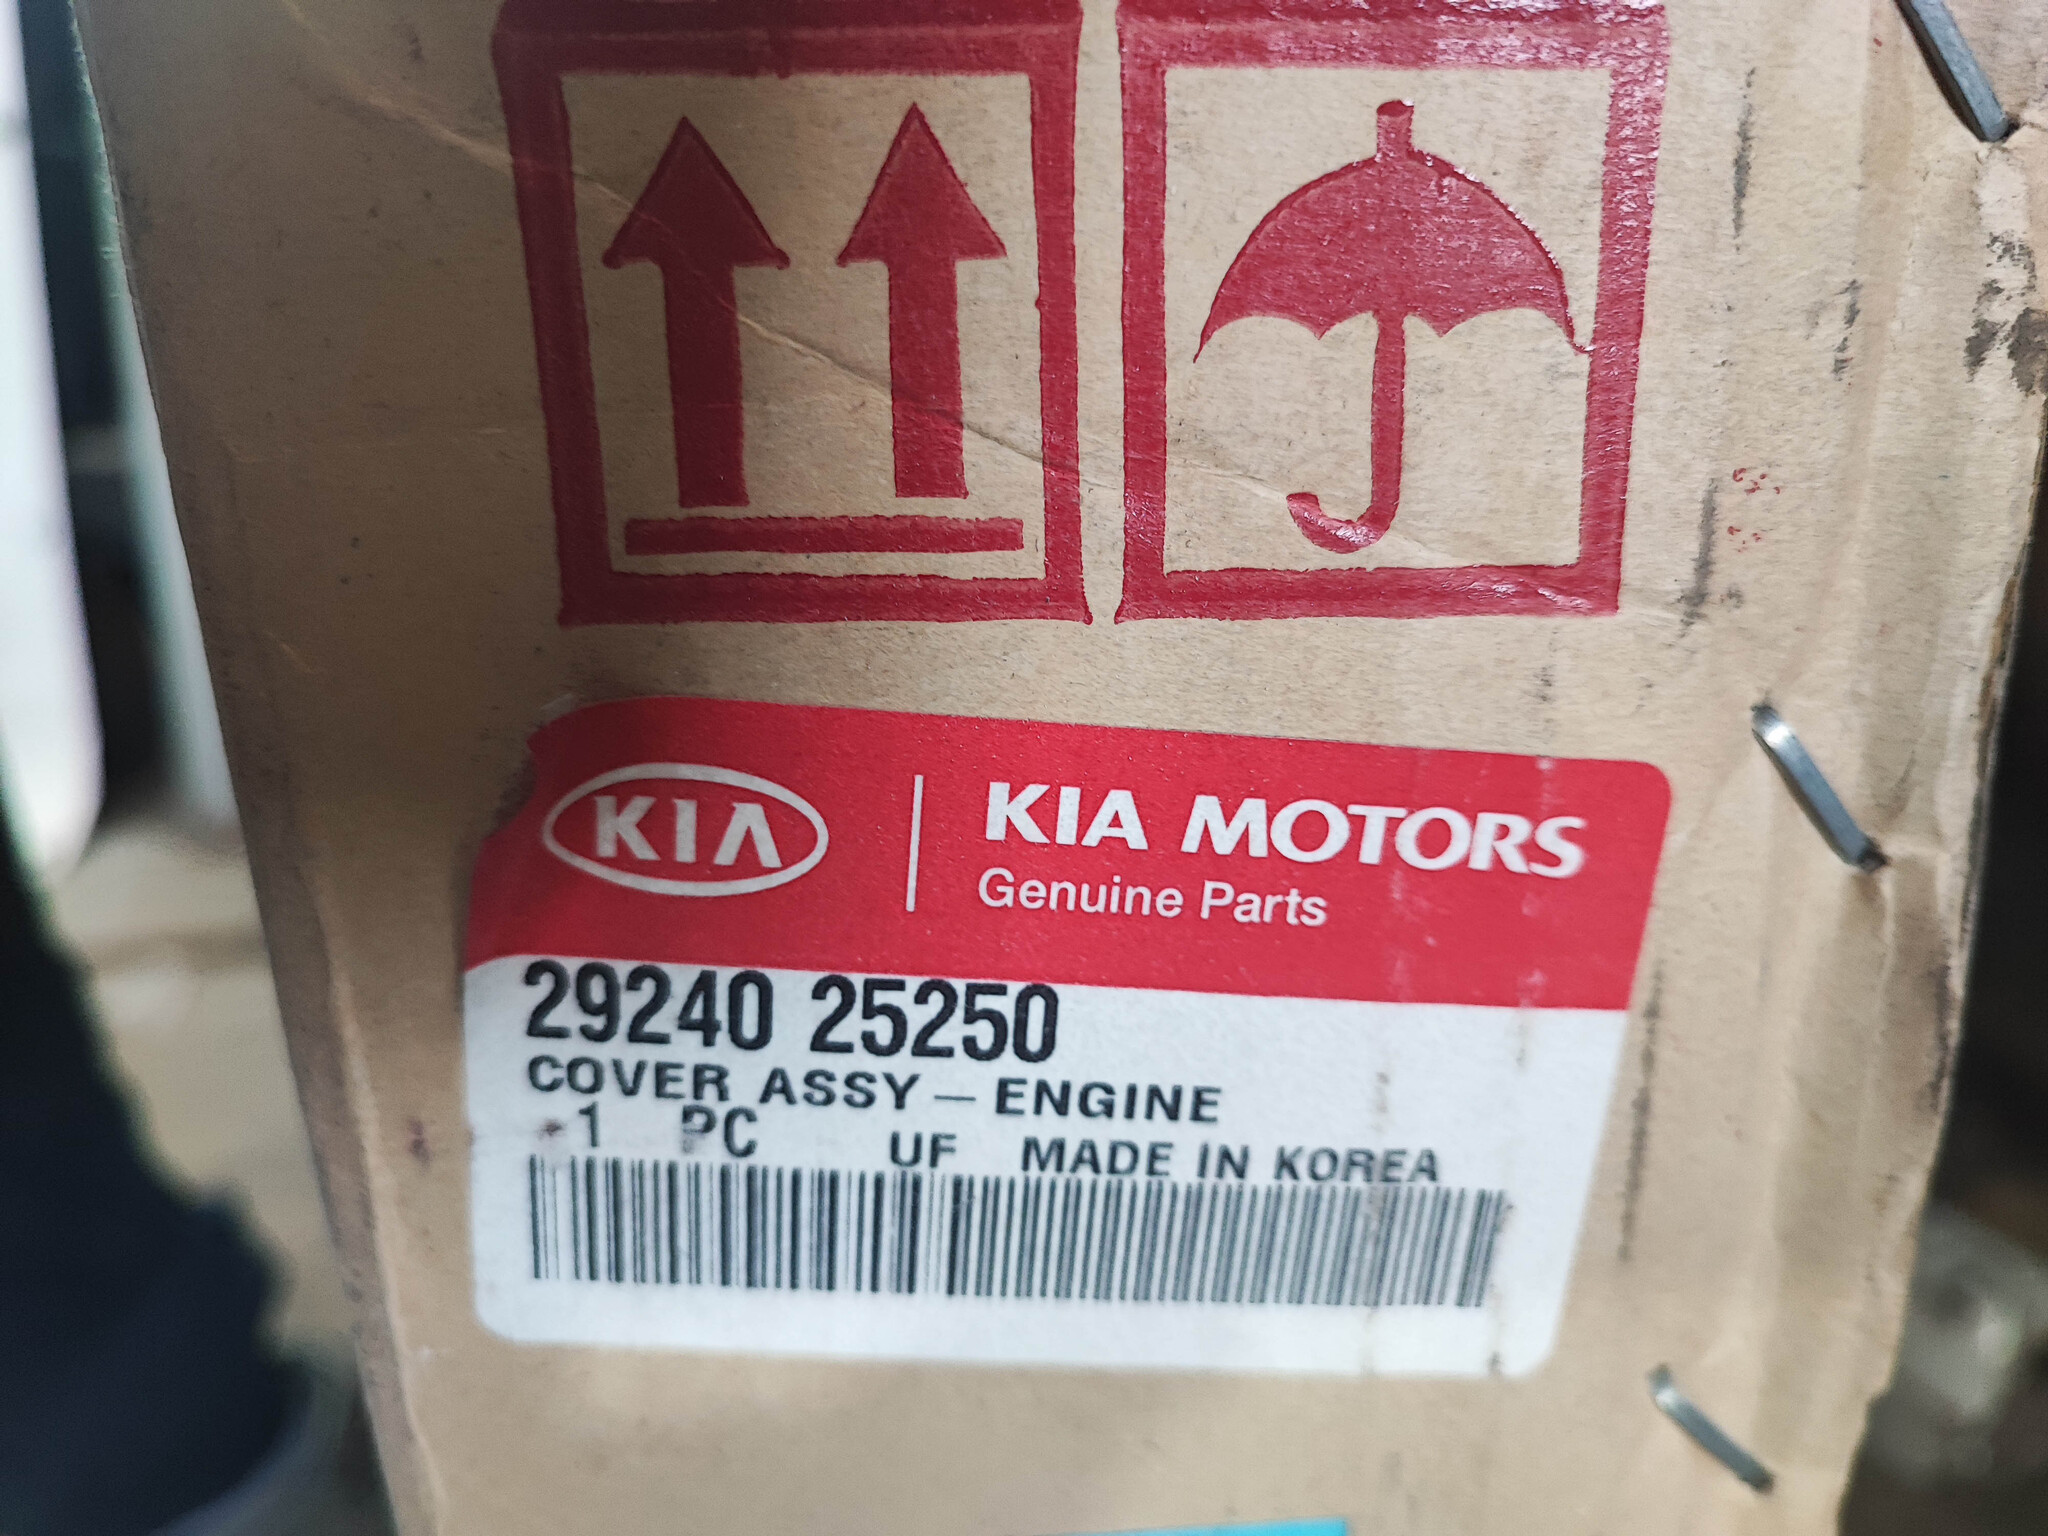 KIA
KIA MOTORS
Genuine Parts
29240 25250
COVER ASSY-ENGINE
1 PC UF MADE IN KOREA